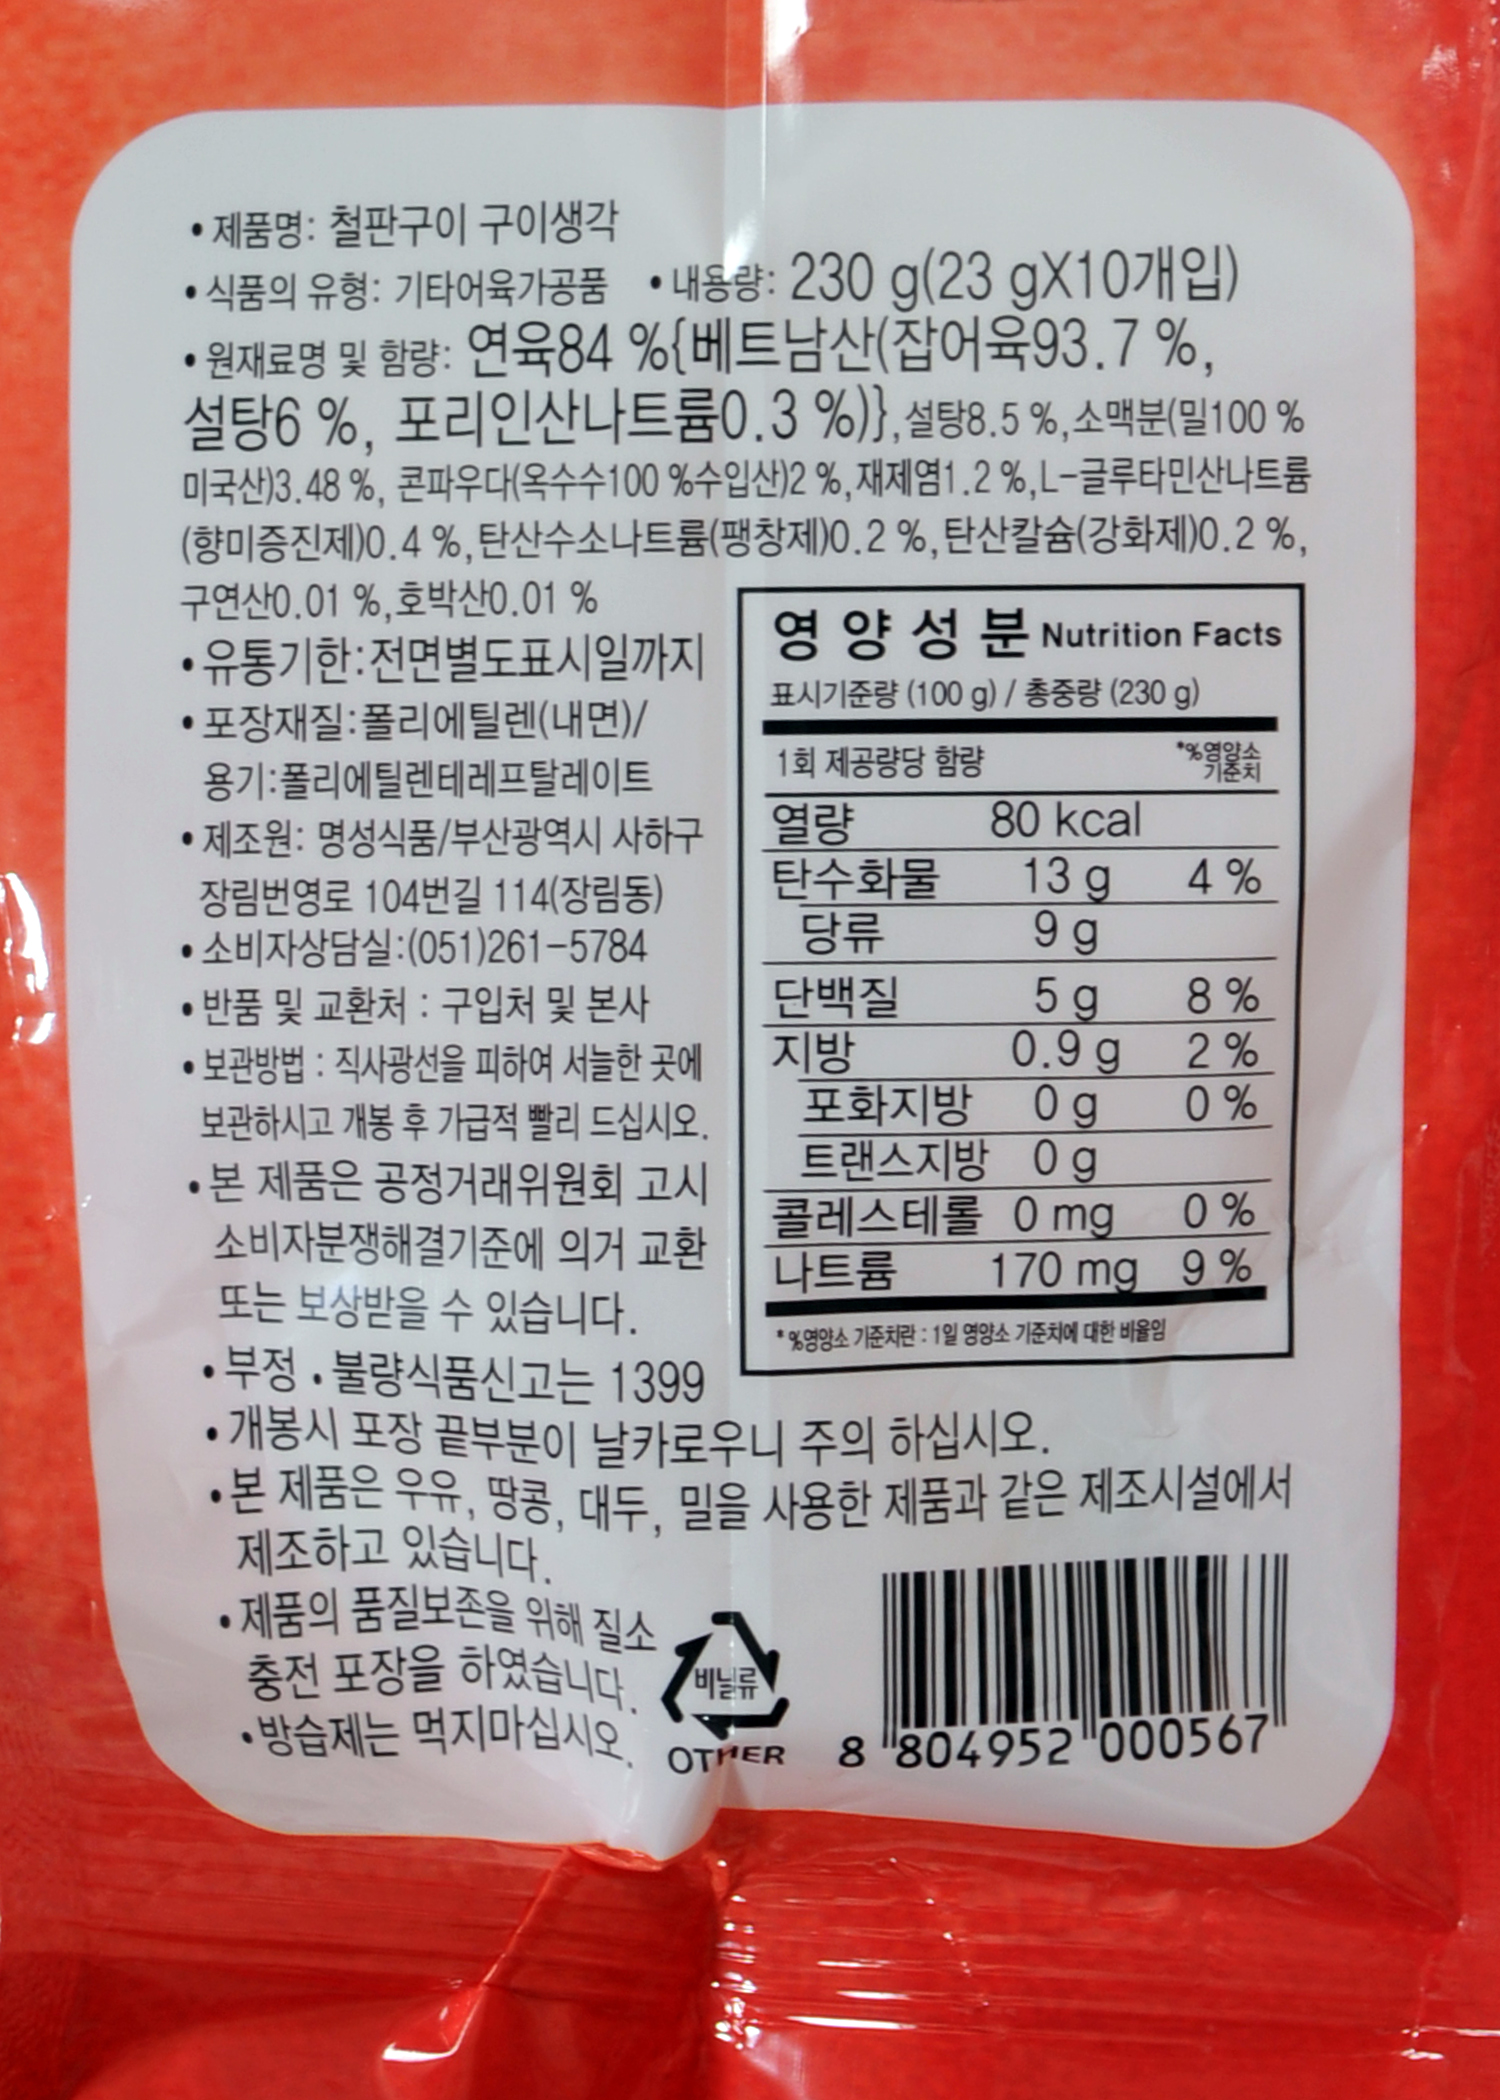 • 제품명: 철판구이 구이생각
• 식품의 유형: 기타어육가공품 • 내용량: 230 g(23 gX10개입)
• 원재료명 및 함량: 연육84 %{베트남산(잡어육93.7 %,
설탕6 %, 포리인산나트륨0.3 %)}, 설탕8.5 %, 소맥분(밀100 %
미국산)3.48 %, 콘파우다(옥수수100 %수입산)2 %, 재제염1.2 %, L-글루타민산나트륨
(향미증진제)0.4 %, 탄산수소나트륨(팽창제)0.2 %, 탄산칼슘(강화제)0.2 %,
구연산0.01 %, 호박산0.01 %
• 유통기한:전면별도표시일까지
• 포장재질:폴리에틸렌(내면)/
용기:폴리에틸렌테레프탈레이트
• 제조원: 명성식품/부산광역시 사하구
장림번영로 104번길 114(장림동)
• 소비자상담실:(051)261-5784
• 반품 및 교환처 : 구입처 및 본사
• 보관방법 : 직사광선을 피하여 서늘한 곳에
보관하시고 개봉 후 가급적 빨리 드십시오.
• 본 제품은 공정거래위원회 고시
소비자분쟁해결기준에 의거 교환
또는 보상받을 수 있습니다.
• 부정 • 불량식품신고는 1399
영 양 성 분 Nutrition Facts
표시기준량 (100 g) / 총중량 (230 g)
1회 제공량당 함량 *%영양소 기준치
열량 80 kcal
탄수화물 13 g 4 %
당류 9 g
단백질 5 g 8 %
지방 0.9 g 2 %
포화지방 0 g 0 %
트랜스지방 0 g
콜레스테롤 0 mg 0 %
나트륨 170 mg 9 %
* %영양소 기준치란 : 1일 영양소 기준치에 대한 비율임
• 개봉시 포장 끝부분이 날카로우니 주의 하십시오.
• 본 제품은 우유, 땅콩, 대두, 밀을 사용한 제품과 같은 제조시설에서
제조하고 있습니다.
• 제품의 품질보존을 위해 질소
충전 포장을 하였습니다.
• 방습제는 먹지마십시오.
비닐류
OTHER
8 804952 000567